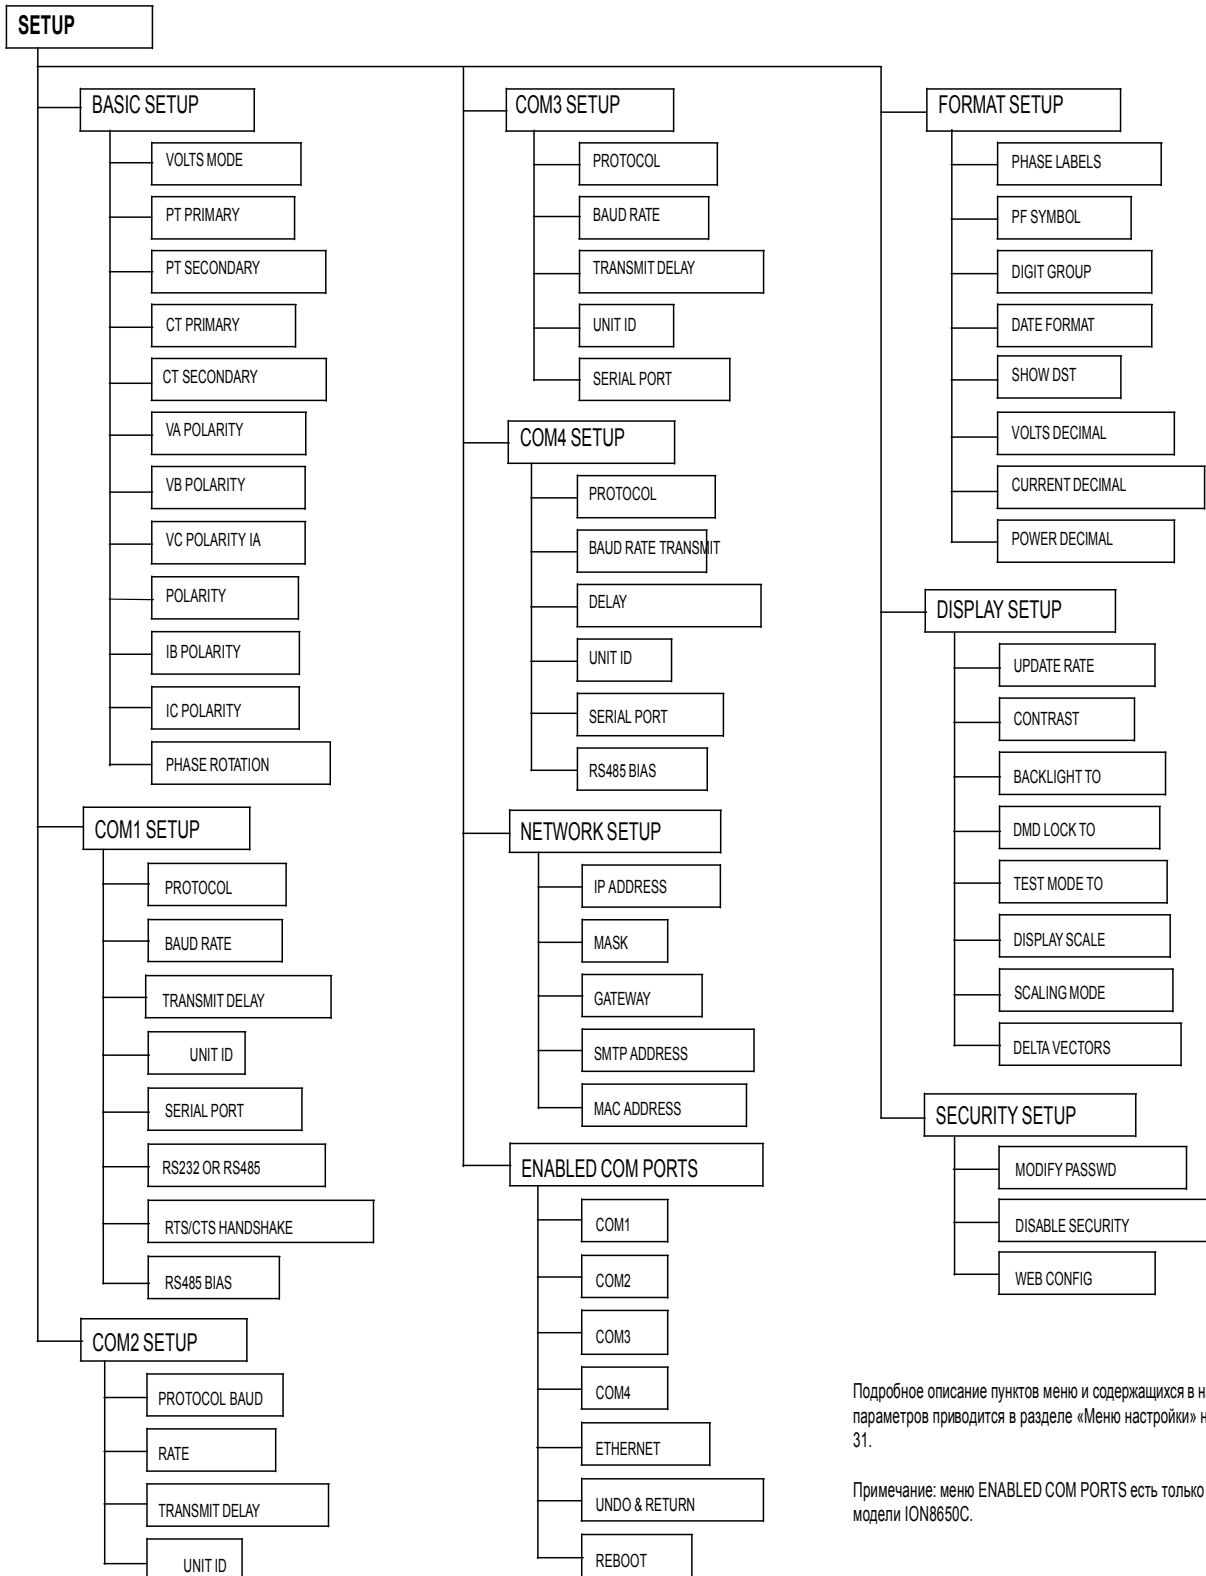 SETUP
BASIC SETUP
VOLTS MODE
PT PRIMARY
PT SECONDARY
CT PRIMARY
CT SECONDARY
VA POLARITY
VB POLARITY
VC POLARITY IA
POLARITY
IB POLARITY
IC POLARITY
PHASE ROTATION
COM1 SETUP
PROTOCOL
BAUD RATE
TRANSMIT DELAY
UNIT ID
SERIAL PORT
RS232 OR RS485
RTS/CTS HANDSHAKE
RS485 BIAS
COM2 SETUP
PROTOCOL BAUD
RATE
TRANSMIT DELAY
UNIT ID
COM3 SETUP
PROTOCOL
BAUD RATE
TRANSMIT DELAY
UNIT ID
SERIAL PORT
COM4 SETUP
PROTOCOL
BAUD RATE TRANSMIT
DELAY
UNIT ID
SERIAL PORT
RS485 BIAS
NETWORK SETUP
IP ADDRESS
MASK
GATEWAY
SMTP ADDRESS
MAC ADDRESS
ENABLED COM PORTS
COM1
COM2
COM3
COM4
ETHERNET
UNDO & RETURN
REBOOT
FORMAT SETUP
PHASE LABELS
PF SYMBOL
DIGIT GROUP
DATE FORMAT
SHOW DST
VOLTS DECIMAL
CURRENT DECIMAL
POWER DECIMAL
DISPLAY SETUP
UPDATE RATE
CONTRAST
BACKLIGHT TO
DMD LOCK TO
TEST MODE TO
DISPLAY SCALE
SCALING MODE
DELTA VECTORS
SECURITY SETUP
MODIFY PASSWD
DISABLE SECURITY
WEB CONFIG
Подробное описание пунктов меню и содержащихся в
параметров приводится в разделе «Меню настройки»
31.
Примечание: меню ENABLED COM PORTS есть только
модели ION8650C.